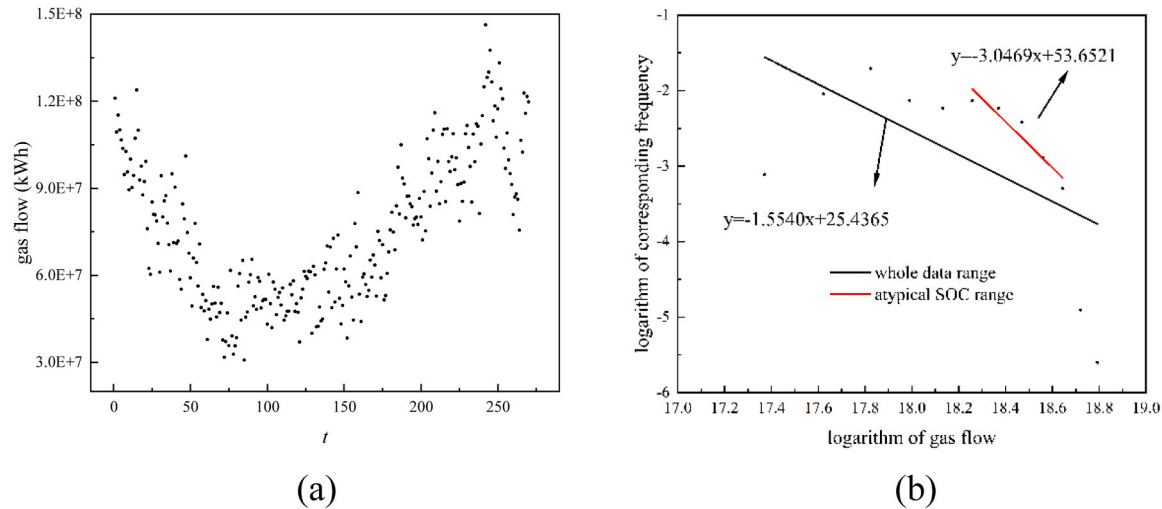 1.5E+8
1.2E+8
9.0E+7
6.0E+7
3.0E+7
gas flow (kWh)
0 50 100 150 200 250
t
(a)
-1
-2
-3
-4
-5
-6
logarithm of corresponding frequency
y=-3.0469x+53.6521
y=-1.5540x+25.4365
whole data range
atypical SOC range
17.0 17.2 17.4 17.6 17.8 18.0 18.2 18.4 18.6 18.8 19.0
logarithm of gas flow
(b)